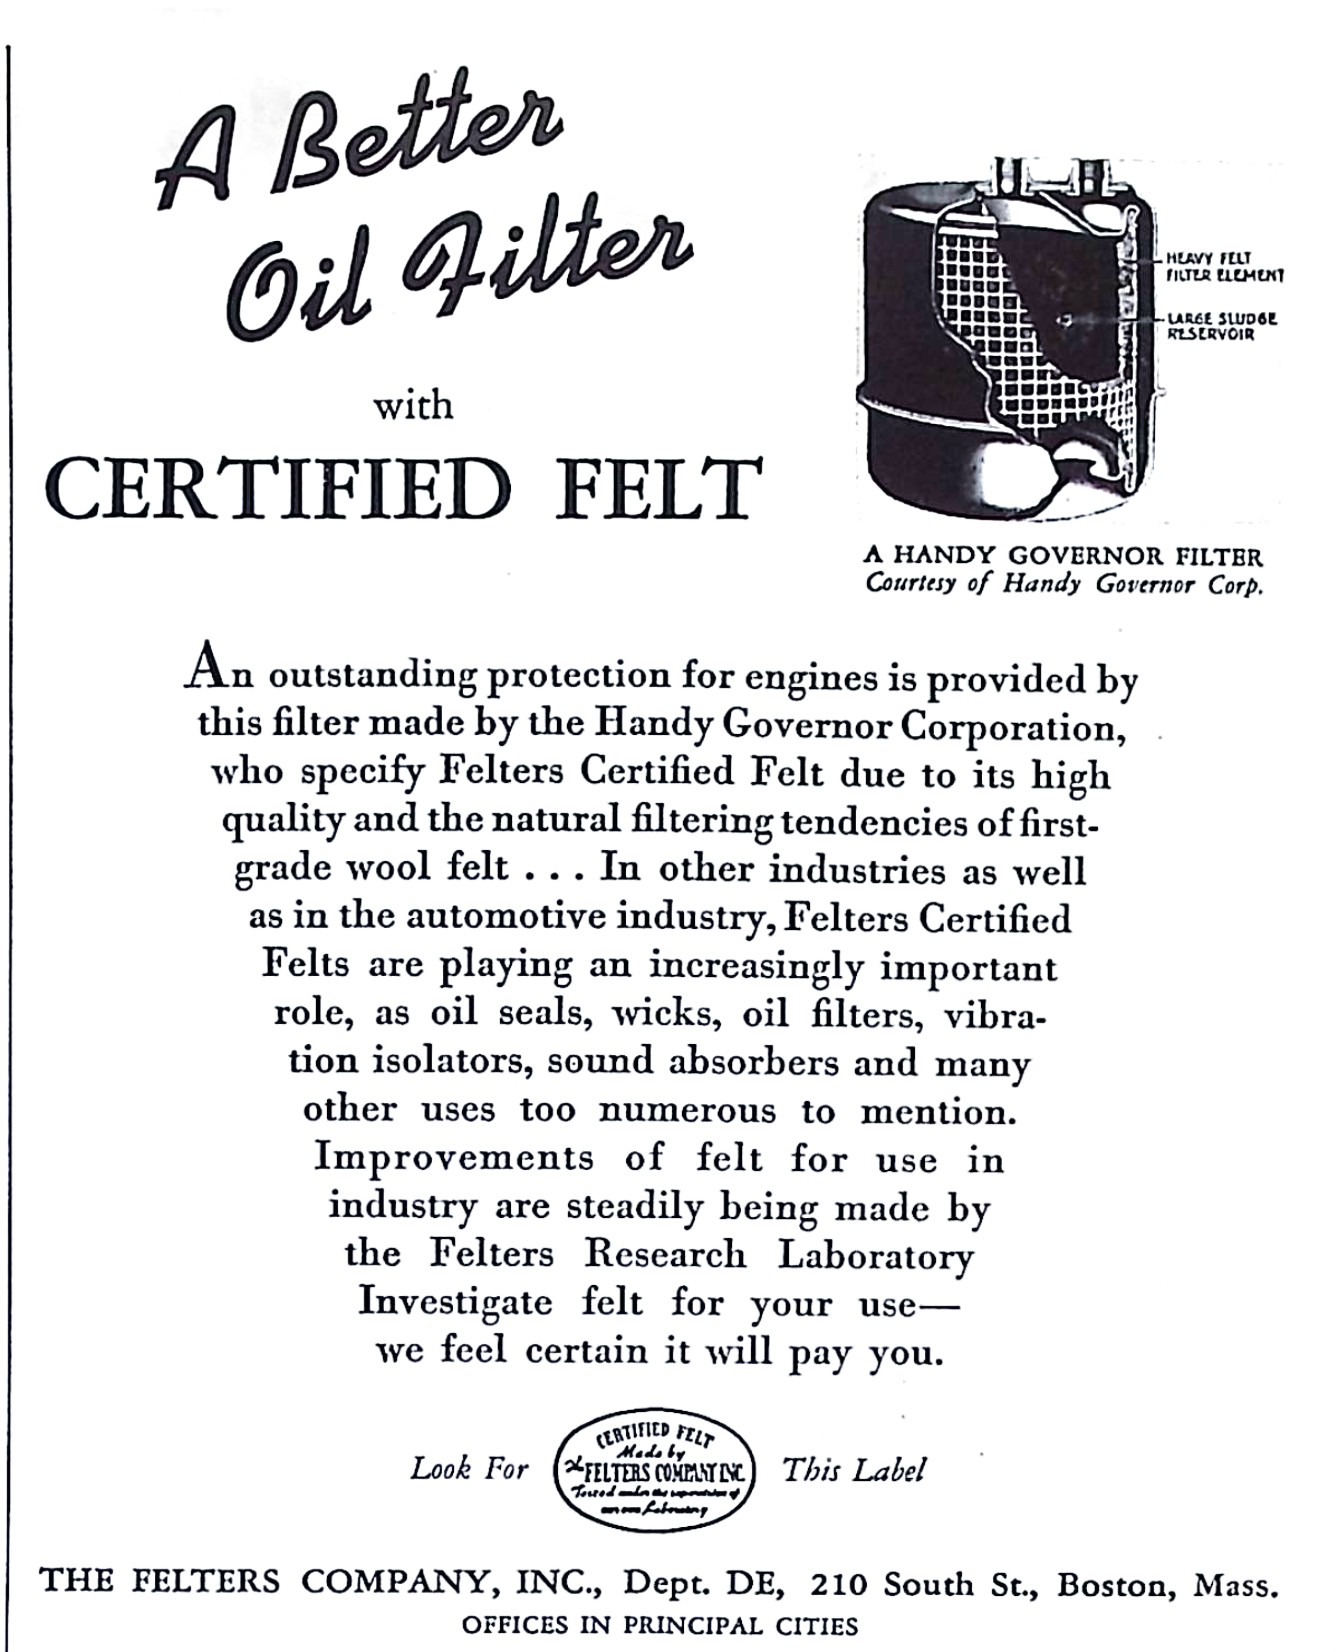 A Better
Oil Filter
with
CERTIFIED FELT
HEAVY FELT
FILTER ELEMENT
LARGE SLUDGE
RESERVOIR
A HANDY GOVERNOR FILTER
Courtesy of Handy Governor Corp.
An outstanding protection for engines is provided by
this filter made by the Handy Governor Corporation,
who specify Felters Certified Felt due to its high
quality and the natural filtering tendencies of first-
grade wool felt . . . In other industries as well
as in the automotive industry, Felters Certified
Felts are playing an increasingly important
role, as oil seals, wicks, oil filters, vibra-
tion isolators, sound absorbers and many
other uses too numerous to mention.
Improvements of felt for use in
industry are steadily being made by
the Felters Research Laboratory
Investigate felt for your use—
we feel certain it will pay you.
Look For
CERTIFIED FELT
Made by
FELTERS COMPANY INC
Tested under the supervision of
Laboratory
This Label
THE FELTERS COMPANY, INC., Dept. DE, 210 South St., Boston, Mass.
OFFICES IN PRINCIPAL CITIES